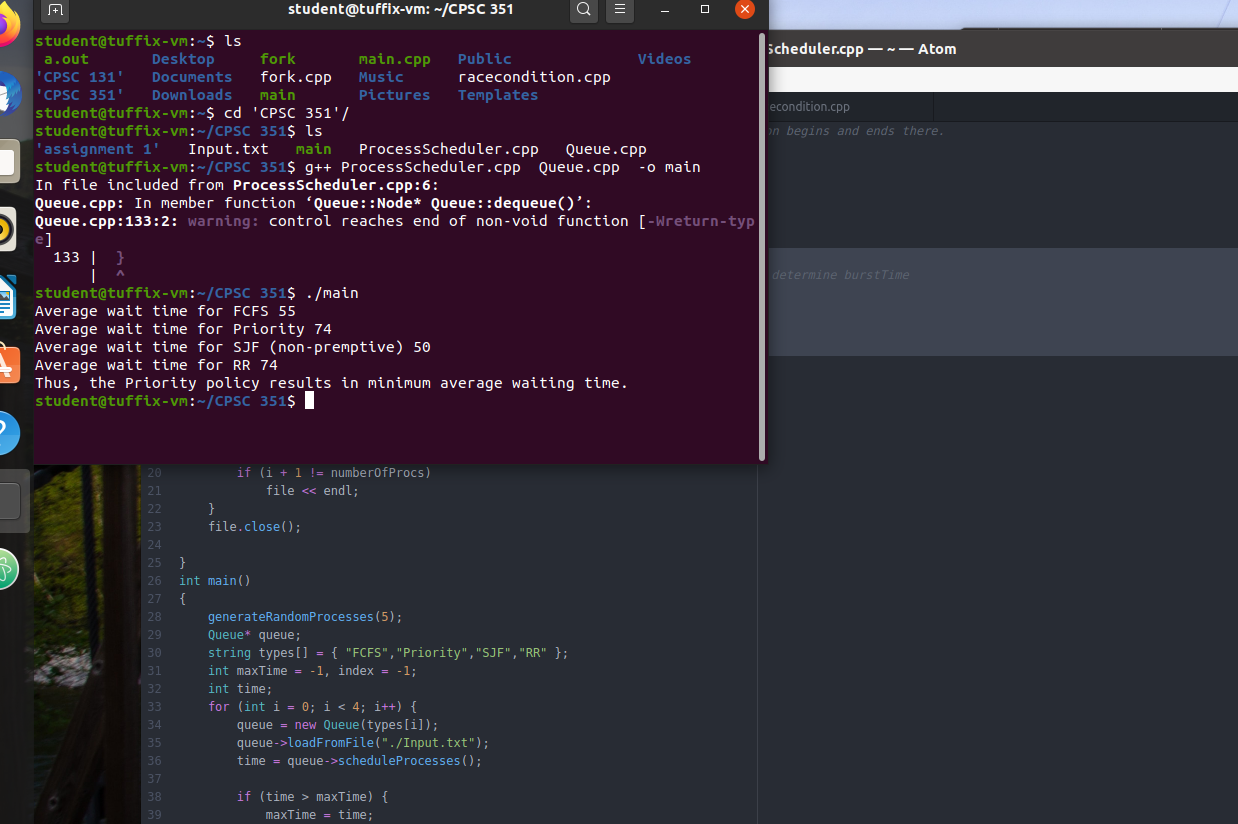 student@tuffix-vm: ~/CPSC 351
student@tuffix-vm:~$ ls
a.out Desktop fork main.cpp Public Videos
'CPSC 131' Documents fork.cpp Music racecondition.cpp
'CPSC 351' Downloads main Pictures Templates
student@tuffix-vm:~$ cd 'CPSC 351'/
student@tuffix-vm:~/CPSC 351$ ls
'assignment 1' Input.txt main ProcessScheduler.cpp Queue.cpp
student@tuffix-vm:~/CPSC 351$ g++ ProcessScheduler.cpp Queue.cpp -o main
In file included from ProcessScheduler.cpp:6:
Queue.cpp: In member function ‘Queue::Node* Queue::dequeue()’:
Queue.cpp:133:2: warning: control reaches end of non-void function [-Wreturn-typ
e]
133 | }
| ^
student@tuffix-vm:~/CPSC 351$ ./main
Average wait time for FCFS 55
Average wait time for Priority 74
Average wait time for SJF (non-premptive) 50
Average wait time for RR 74
Thus, the Priority policy results in minimum average waiting time.
student@tuffix-vm:~/CPSC 351$
Scheduler.cpp — ~ — Atom
econdition.cpp
on begins and ends there.
determine burstTime
20 if (i + 1 != numberOfProcs)
21 file << endl;
22 }
23 file.close();
24
25 }
26 int main()
27 {
28 generateRandomProcesses(5);
29 Queue* queue;
30 string types[] = { "FCFS","Priority","SJF","RR" };
31 int maxTime = -1, index = -1;
32 int time;
33 for (int i = 0; i < 4; i++) {
34 queue = new Queue(types[i]);
35 queue->loadFromFile("./Input.txt");
36 time = queue->scheduleProcesses();
37
38 if (time > maxTime) {
39 maxTime = time;